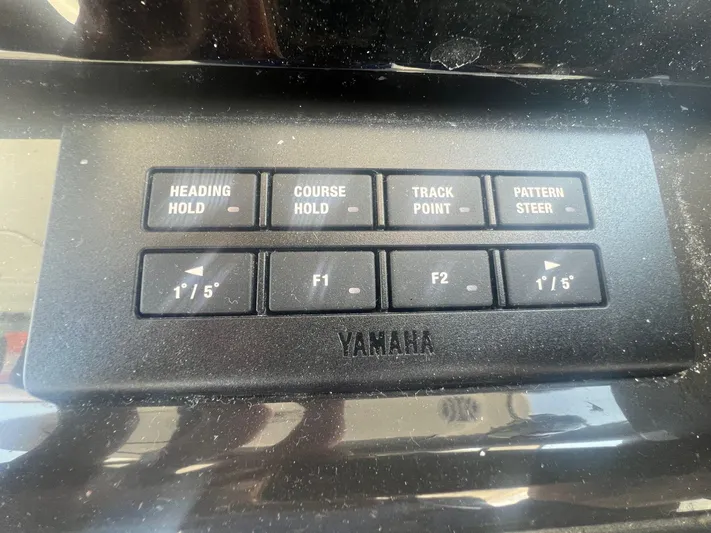 HEADING
HOLD
COURSE
HOLD
TRACK
POINT
PATTERN
STEER
◄
1°/5°
F1
F2
►
1°/5°
YAMAHA